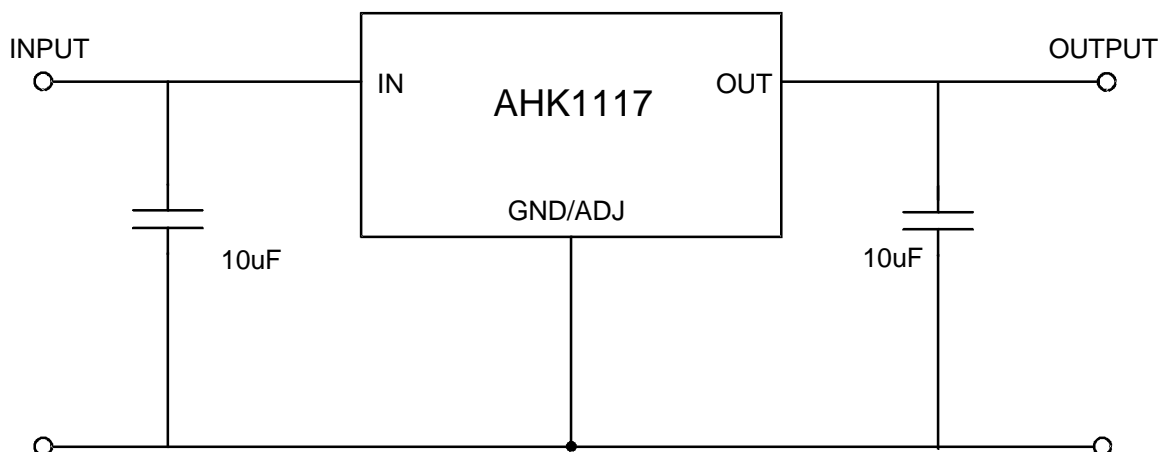 INPUT
OUTPUT
IN
AHK1117
OUT
GND/ADJ
10uF
10uF